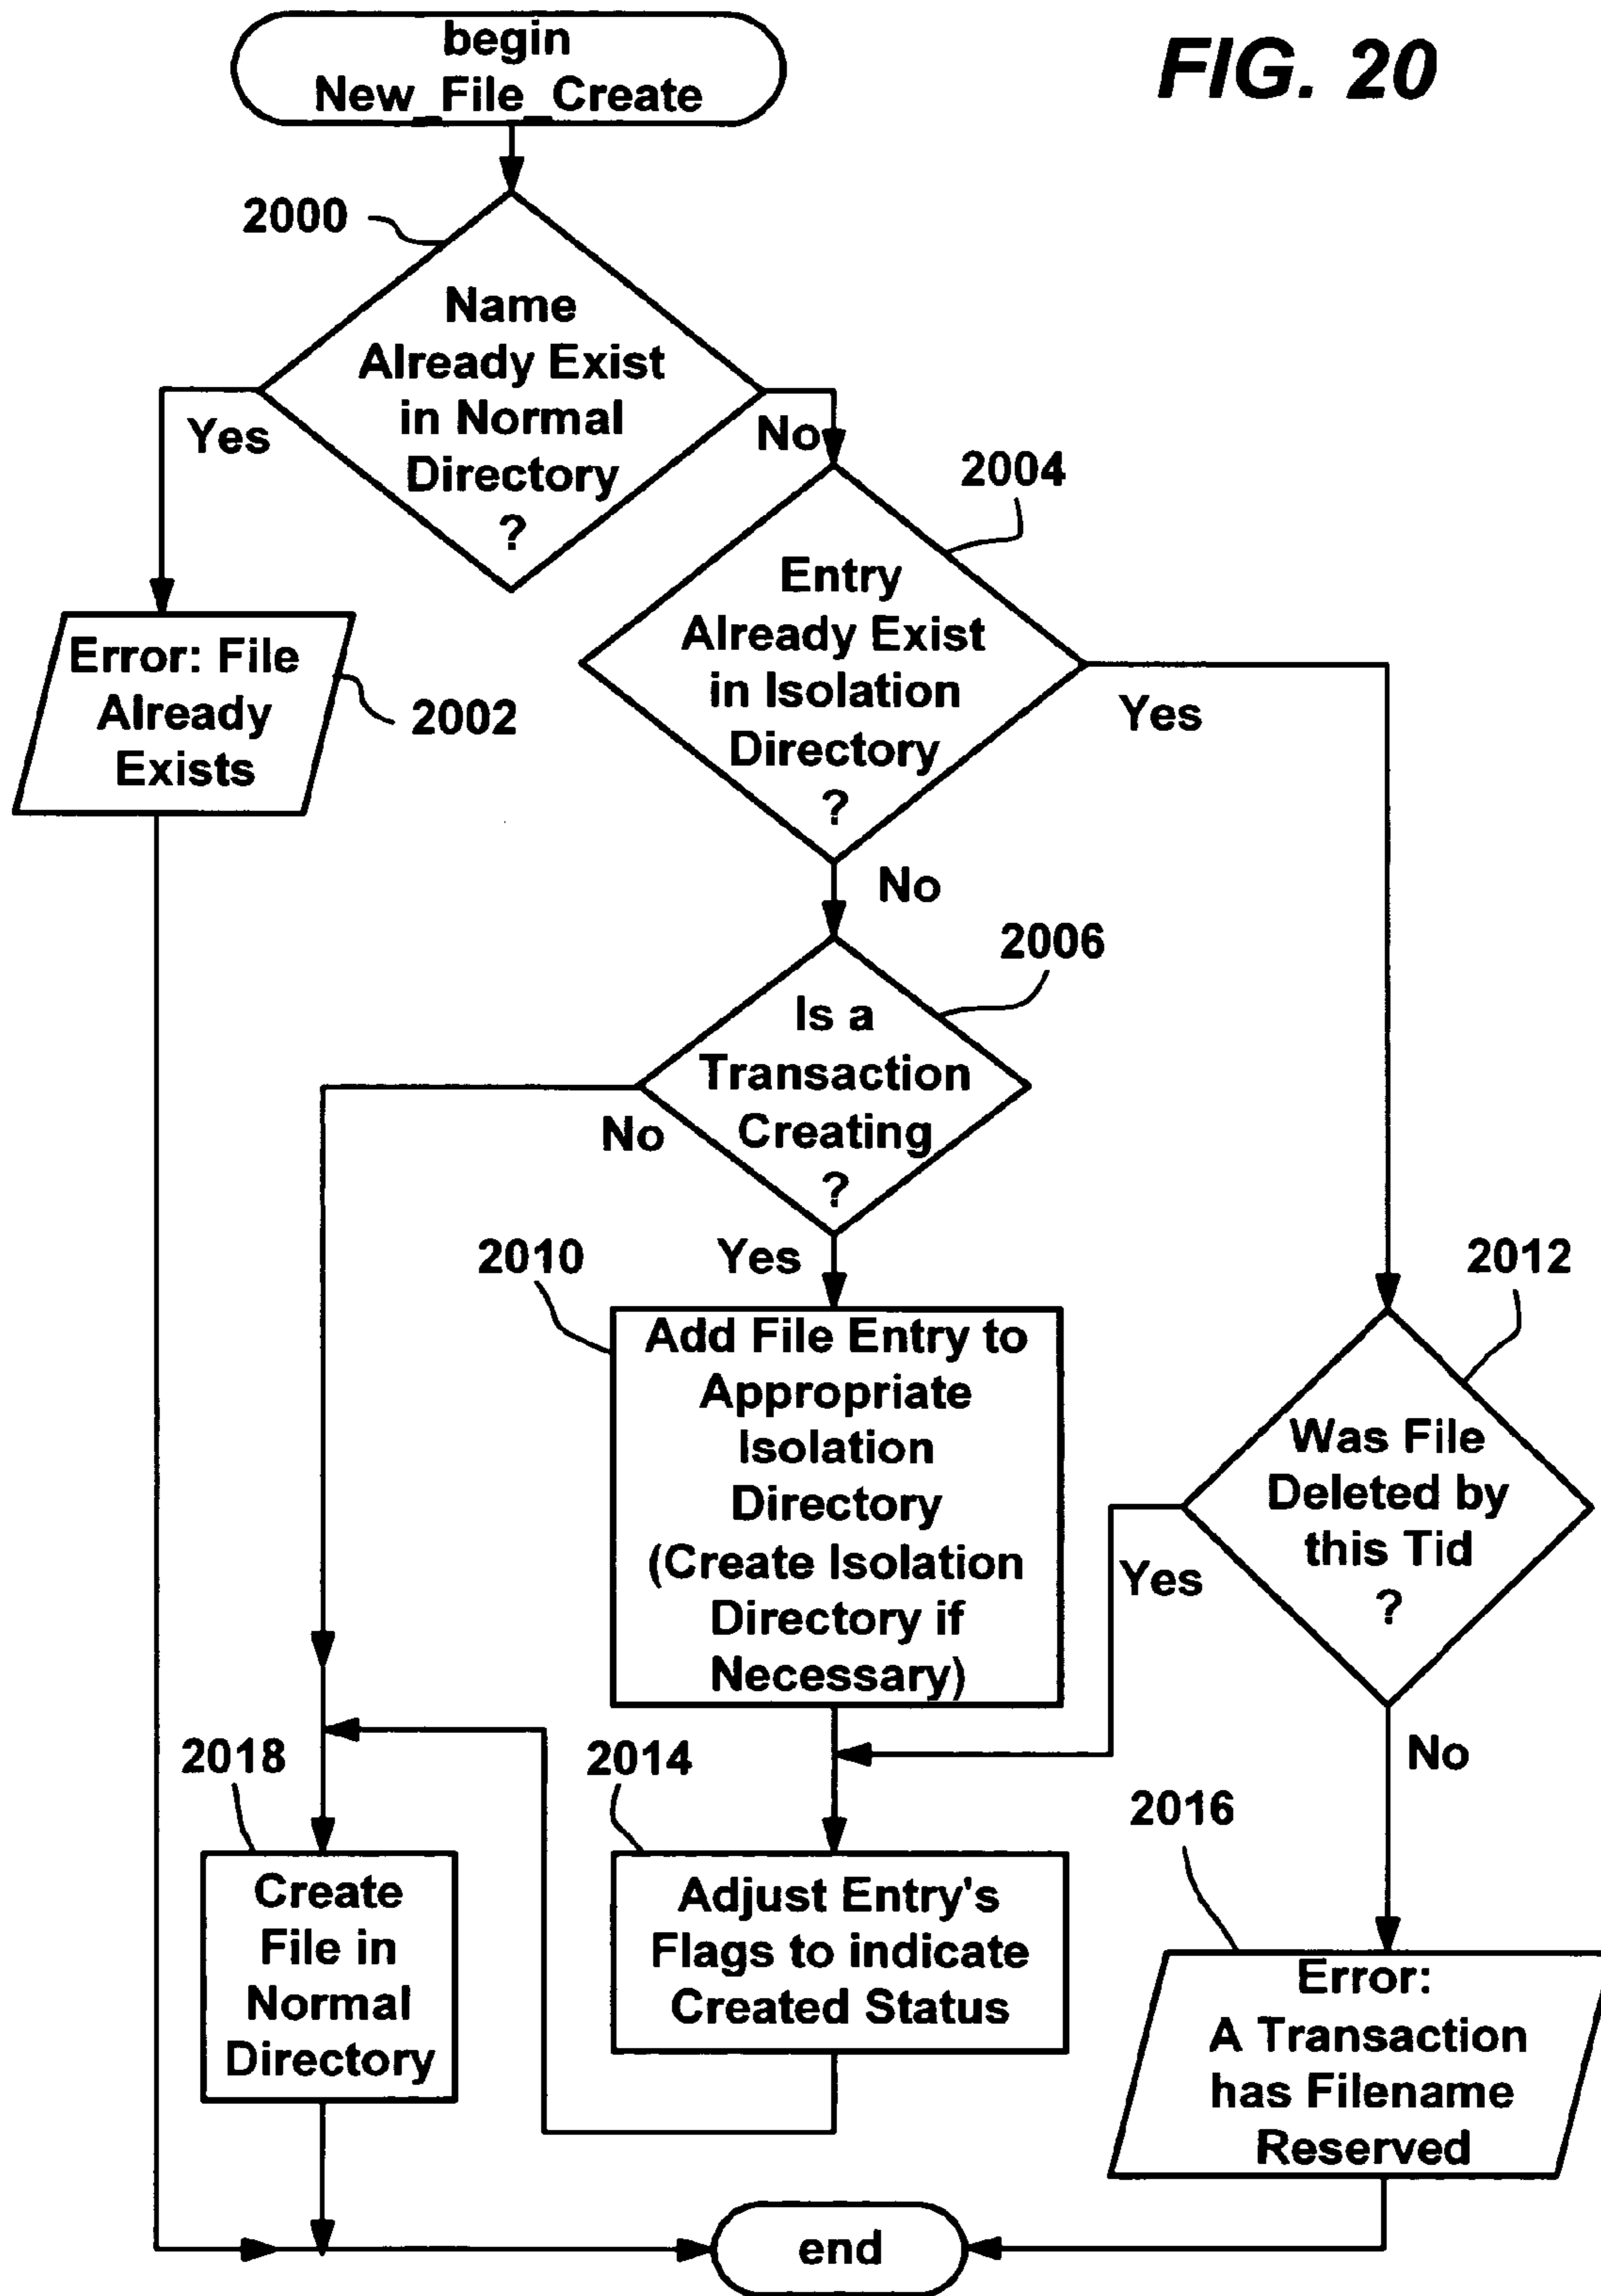 begin
New_File_Create
FIG. 20
2000
Name
Already Exist
in Normal
Directory
?
Yes
No
2004
Entry
Already Exist
in Isolation
Directory
?
Yes
Error: File
Already
Exists
2002
No
2006
Is a
Transaction
Creating
?
No
Yes
2010
Add File Entry to
Appropriate
Isolation
Directory
(Create Isolation
Directory if
Necessary)
2012
Was File
Deleted by
this Tid
?
Yes
No
2018
Create
File in
Normal
Directory
2014
Adjust Entry's
Flags to indicate
Created Status
2016
Error:
A Transaction
has Filename
Reserved
end